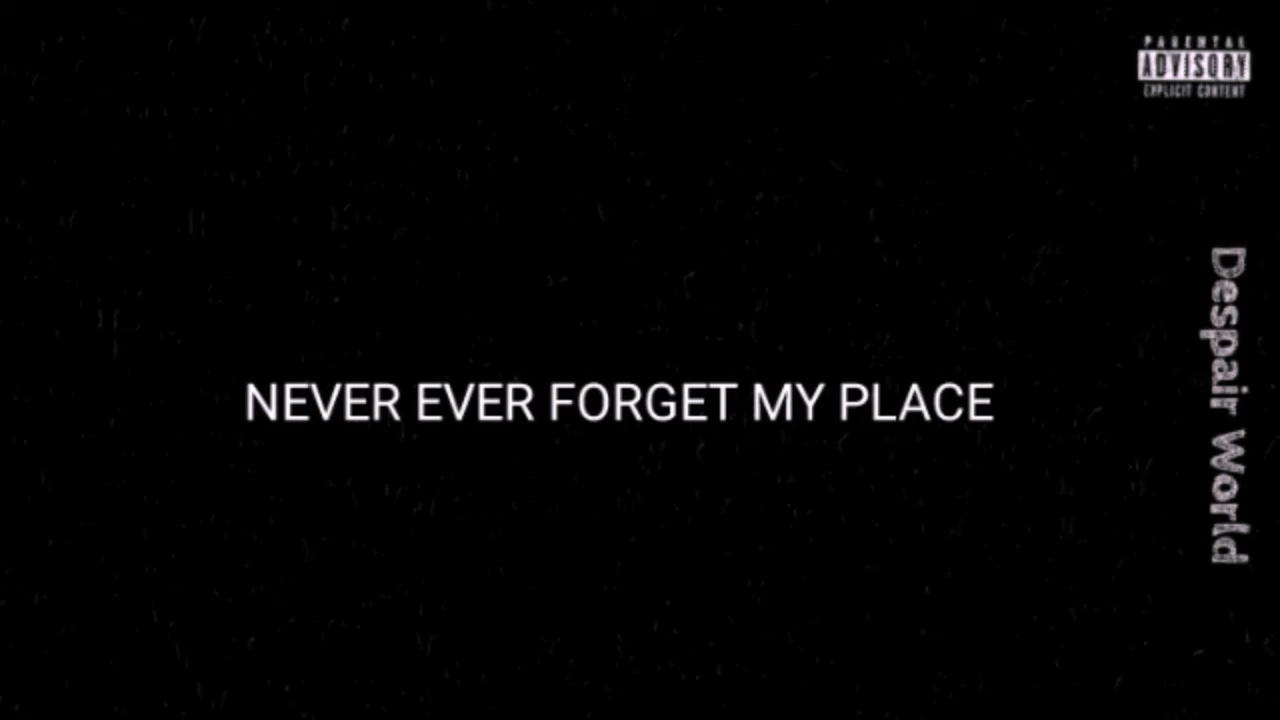 PARENTAL
ADVISORY
EXPLICIT CONTENT
Despair World
NEVER EVER FORGET MY PLACE